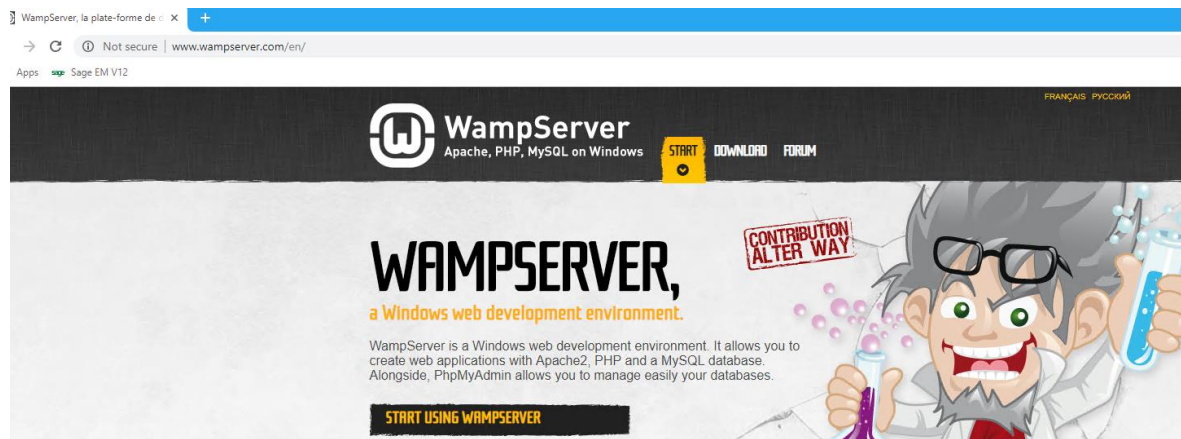 WampServer, la plate-forme de d
Not secure | www.wampserver.com/en/
Apps sage Sage EM V12
FRANÇAIS РУССКИЙ
WampServer
Apache, PHP, MySQL on Windows
START DOWNLOAD FORUM
CONTRIBUTION
ALTER WAY
WAMPSERVER,
a Windows web development environment.
WampServer is a Windows web development environment. It allows you to
create web applications with Apache2, PHP and a MySQL database.
Alongside, PhpMyAdmin allows you to manage easily your databases.
START USING WAMPSERVER